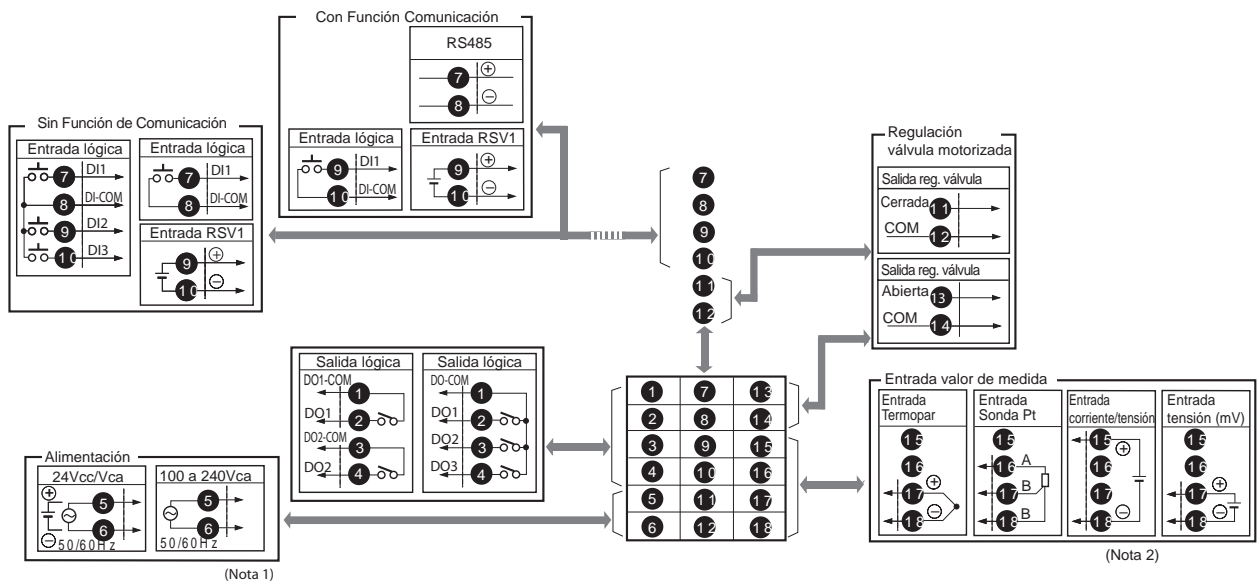 Con Función Comunicación
RS485
7 ⊕
8 ⊖
Entrada lógica
9 DI1
10 DI-COM
Entrada RSV1
9 ⊕
10 ⊖
Sin Función de Comunicación
Entrada lógica
7 DI1
8 DI-COM
9 DI2
10 DI3
Entrada lógica
7 DI1
8 DI-COM
Entrada RSV1
9 ⊕
10 ⊖
7
8
9
10
11
12
Regulación
válvula motorizada
Salida reg. válvula
Cerrada 11
COM 12
Salida reg. válvula
Abierta 13
COM 14
Salida lógica
DO1-COM 1
DO1 2
DO2-COM 3
DO2 4
Salida lógica
DO-COM 1
DO1 2
DO2 3
DO3 4
1 7 13
2 8 14
3 9 15
4 10 16
5 11 17
6 12 18
Alimentación
24Vcc/Vca
⊕ 5
⊖ 6
50/60Hz
100 a 240Vca
5
6
50/60Hz
(Nota 1)
Entrada valor de medida
Entrada
Termopar
15
16
17 ⊕
18 ⊖
Entrada
Sonda Pt
15
16 A
17 B
18 B
Entrada
corriente/tensión
15 ⊕
16
17
18 ⊖
Entrada
tensión (mV)
15
16
17 ⊕
18 ⊖
(Nota 2)